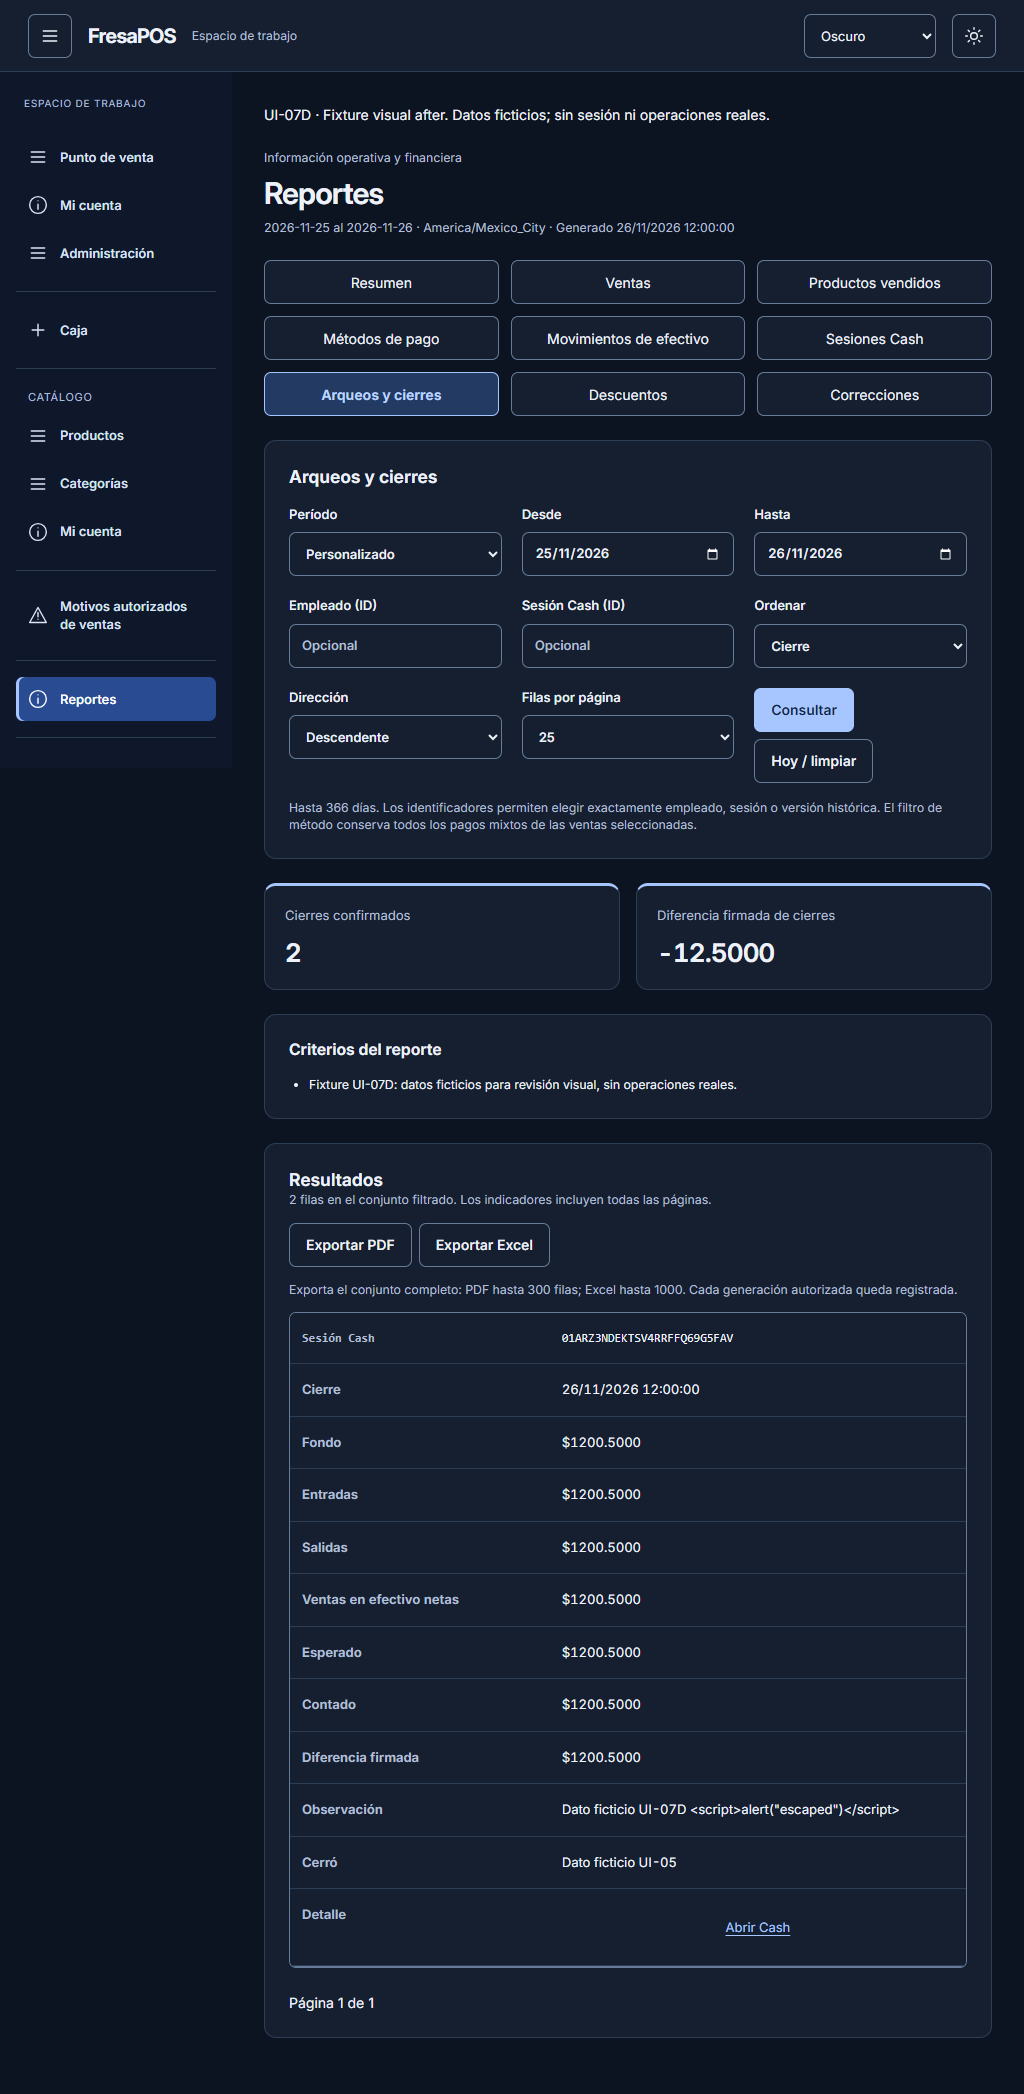 FresaPOS
Espacio de trabajo
Oscuro
ESPACIO DE TRABAJO
Punto de venta
Mi cuenta
Administración
Caja
CATÁLOGO
Productos
Categorías
Mi cuenta
Motivos autorizados
de ventas
Reportes
UI-07D · Fixture visual after. Datos ficticios; sin sesión ni operaciones reales.
Información operativa y financiera
Reportes
2026-11-25 al 2026-11-26 · America/Mexico_City · Generado 26/11/2026 12:00:00
Resumen
Ventas
Productos vendidos
Métodos de pago
Movimientos de efectivo
Sesiones Cash
Arqueos y cierres
Descuentos
Correcciones
Arqueos y cierres
Período
Desde
Hasta
Personalizado
25/11/2026
26/11/2026
Empleado (ID)
Sesión Cash (ID)
Ordenar
Opcional
Opcional
Cierre
Dirección
Filas por página
Descendente
25
Consultar
Hoy / limpiar
Hasta 366 días. Los identificadores permiten elegir exactamente empleado, sesión o versión histórica. El filtro de
método conserva todos los pagos mixtos de las ventas seleccionadas.
Cierres confirmados
2
Diferencia firmada de cierres
-12.5000
Criterios del reporte
• Fixture UI-07D: datos ficticios para revisión visual, sin operaciones reales.
Resultados
2 filas en el conjunto filtrado. Los indicadores incluyen todas las páginas.
Exportar PDF
Exportar Excel
Exporta el conjunto completo: PDF hasta 300 filas; Excel hasta 1000. Cada generación autorizada queda registrada.
Sesión Cash 01ARZ3NDEKTSV4RRFFQ69G5FAV
Cierre 26/11/2026 12:00:00
Fondo $1200.5000
Entradas $1200.5000
Salidas $1200.5000
Ventas en efectivo netas $1200.5000
Esperado $1200.5000
Contado $1200.5000
Diferencia firmada $1200.5000
Observación Dato ficticio UI-07D <script>alert("escaped")</script>
Cerró Dato ficticio UI-05
Detalle
Abrir Cash
Página 1 de 1